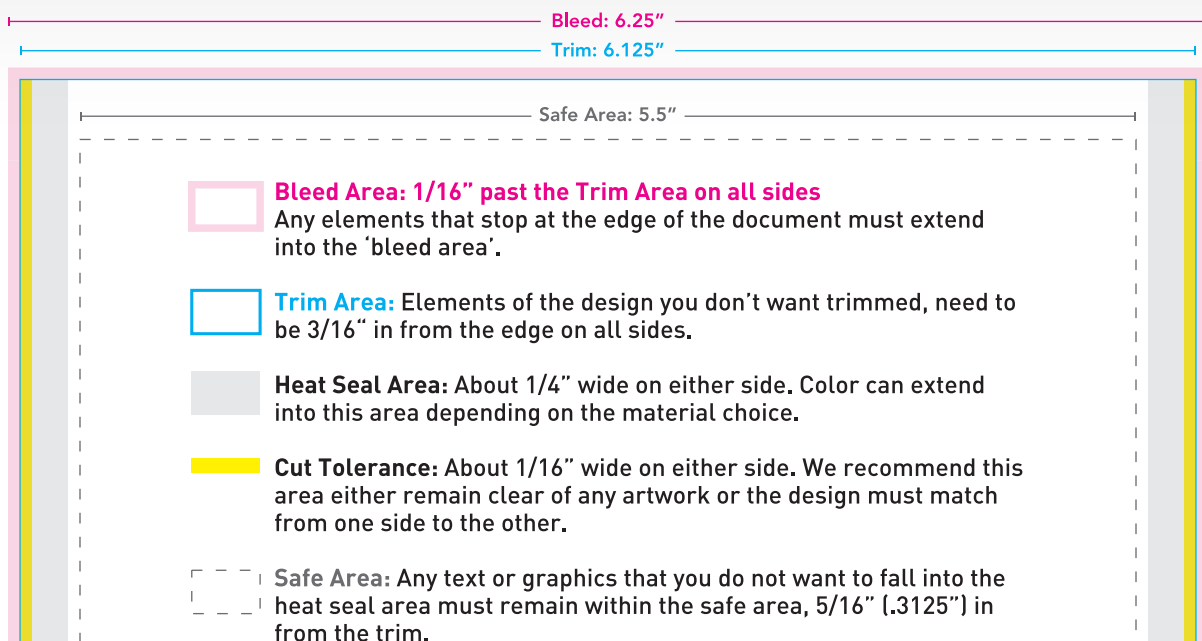 Bleed: 6.25”
Trim: 6.125”
Safe Area: 5.5”
Bleed Area: 1/16” past the Trim Area on all sides
Any elements that stop at the edge of the document must extend
into the ‘bleed area’.
Trim Area: Elements of the design you don’t want trimmed, need to
be 3/16“ in from the edge on all sides.
Heat Seal Area: About 1/4” wide on either side. Color can extend
into this area depending on the material choice.
Cut Tolerance: About 1/16” wide on either side. We recommend this
area either remain clear of any artwork or the design must match
from one side to the other.
Safe Area: Any text or graphics that you do not want to fall into the
heat seal area must remain within the safe area, 5/16” (.3125”) in
from the trim.